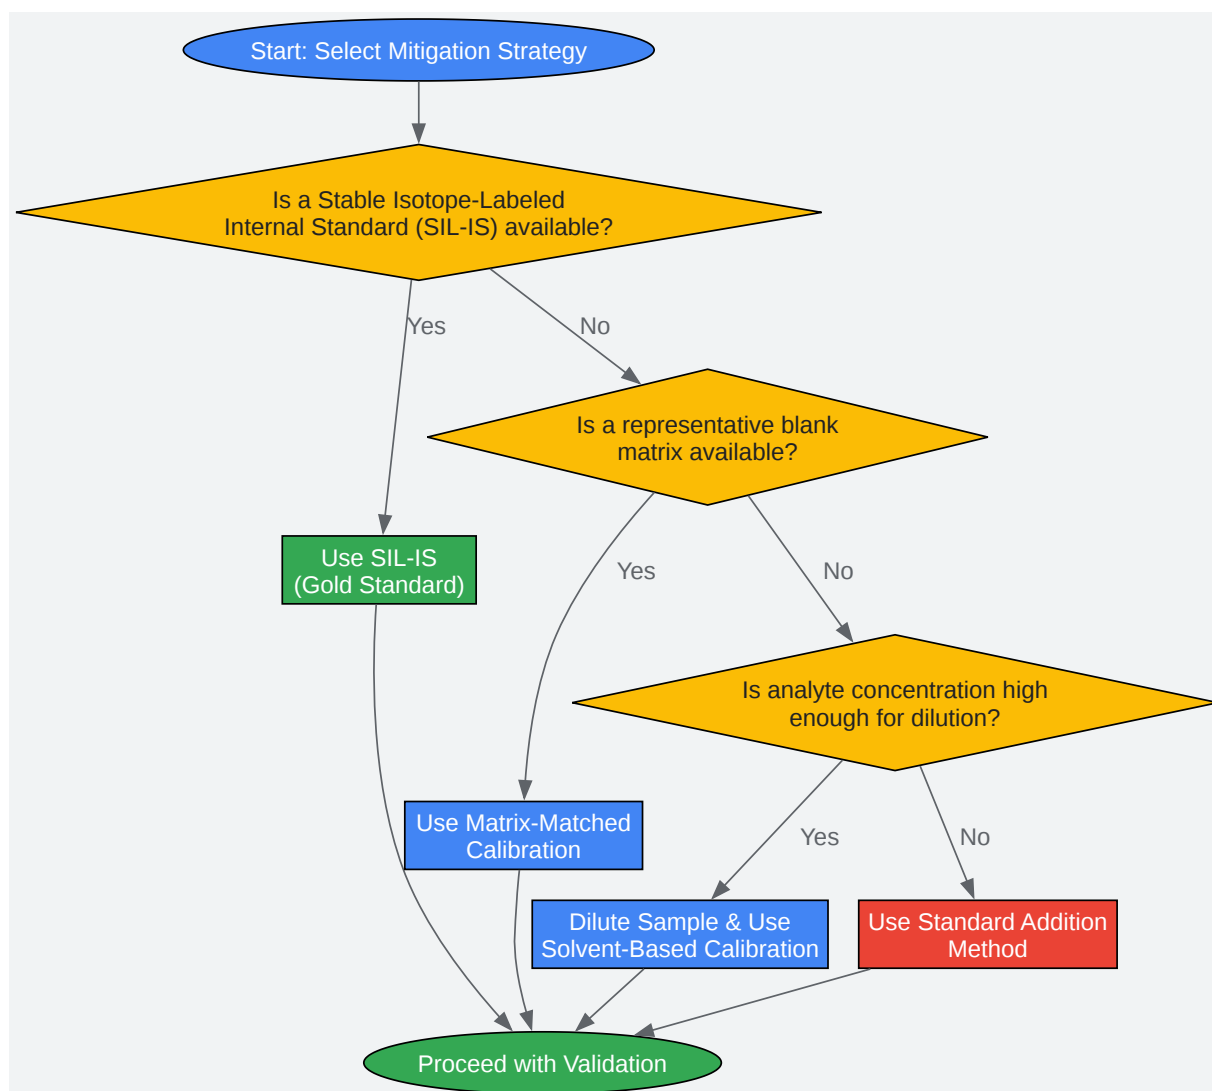 Start: Select Mitigation Strategy
Is a Stable Isotope-Labeled
Internal Standard (SIL-IS) available?
Yes
No
Is a representative blank
matrix available?
Use SIL-IS
(Gold Standard)
Yes
No
Is analyte concentration high
enough for dilution?
Use Matrix-Matched
Calibration
Yes
No
Dilute Sample & Use
Solvent-Based Calibration
Use Standard Addition
Method
Proceed with Validation